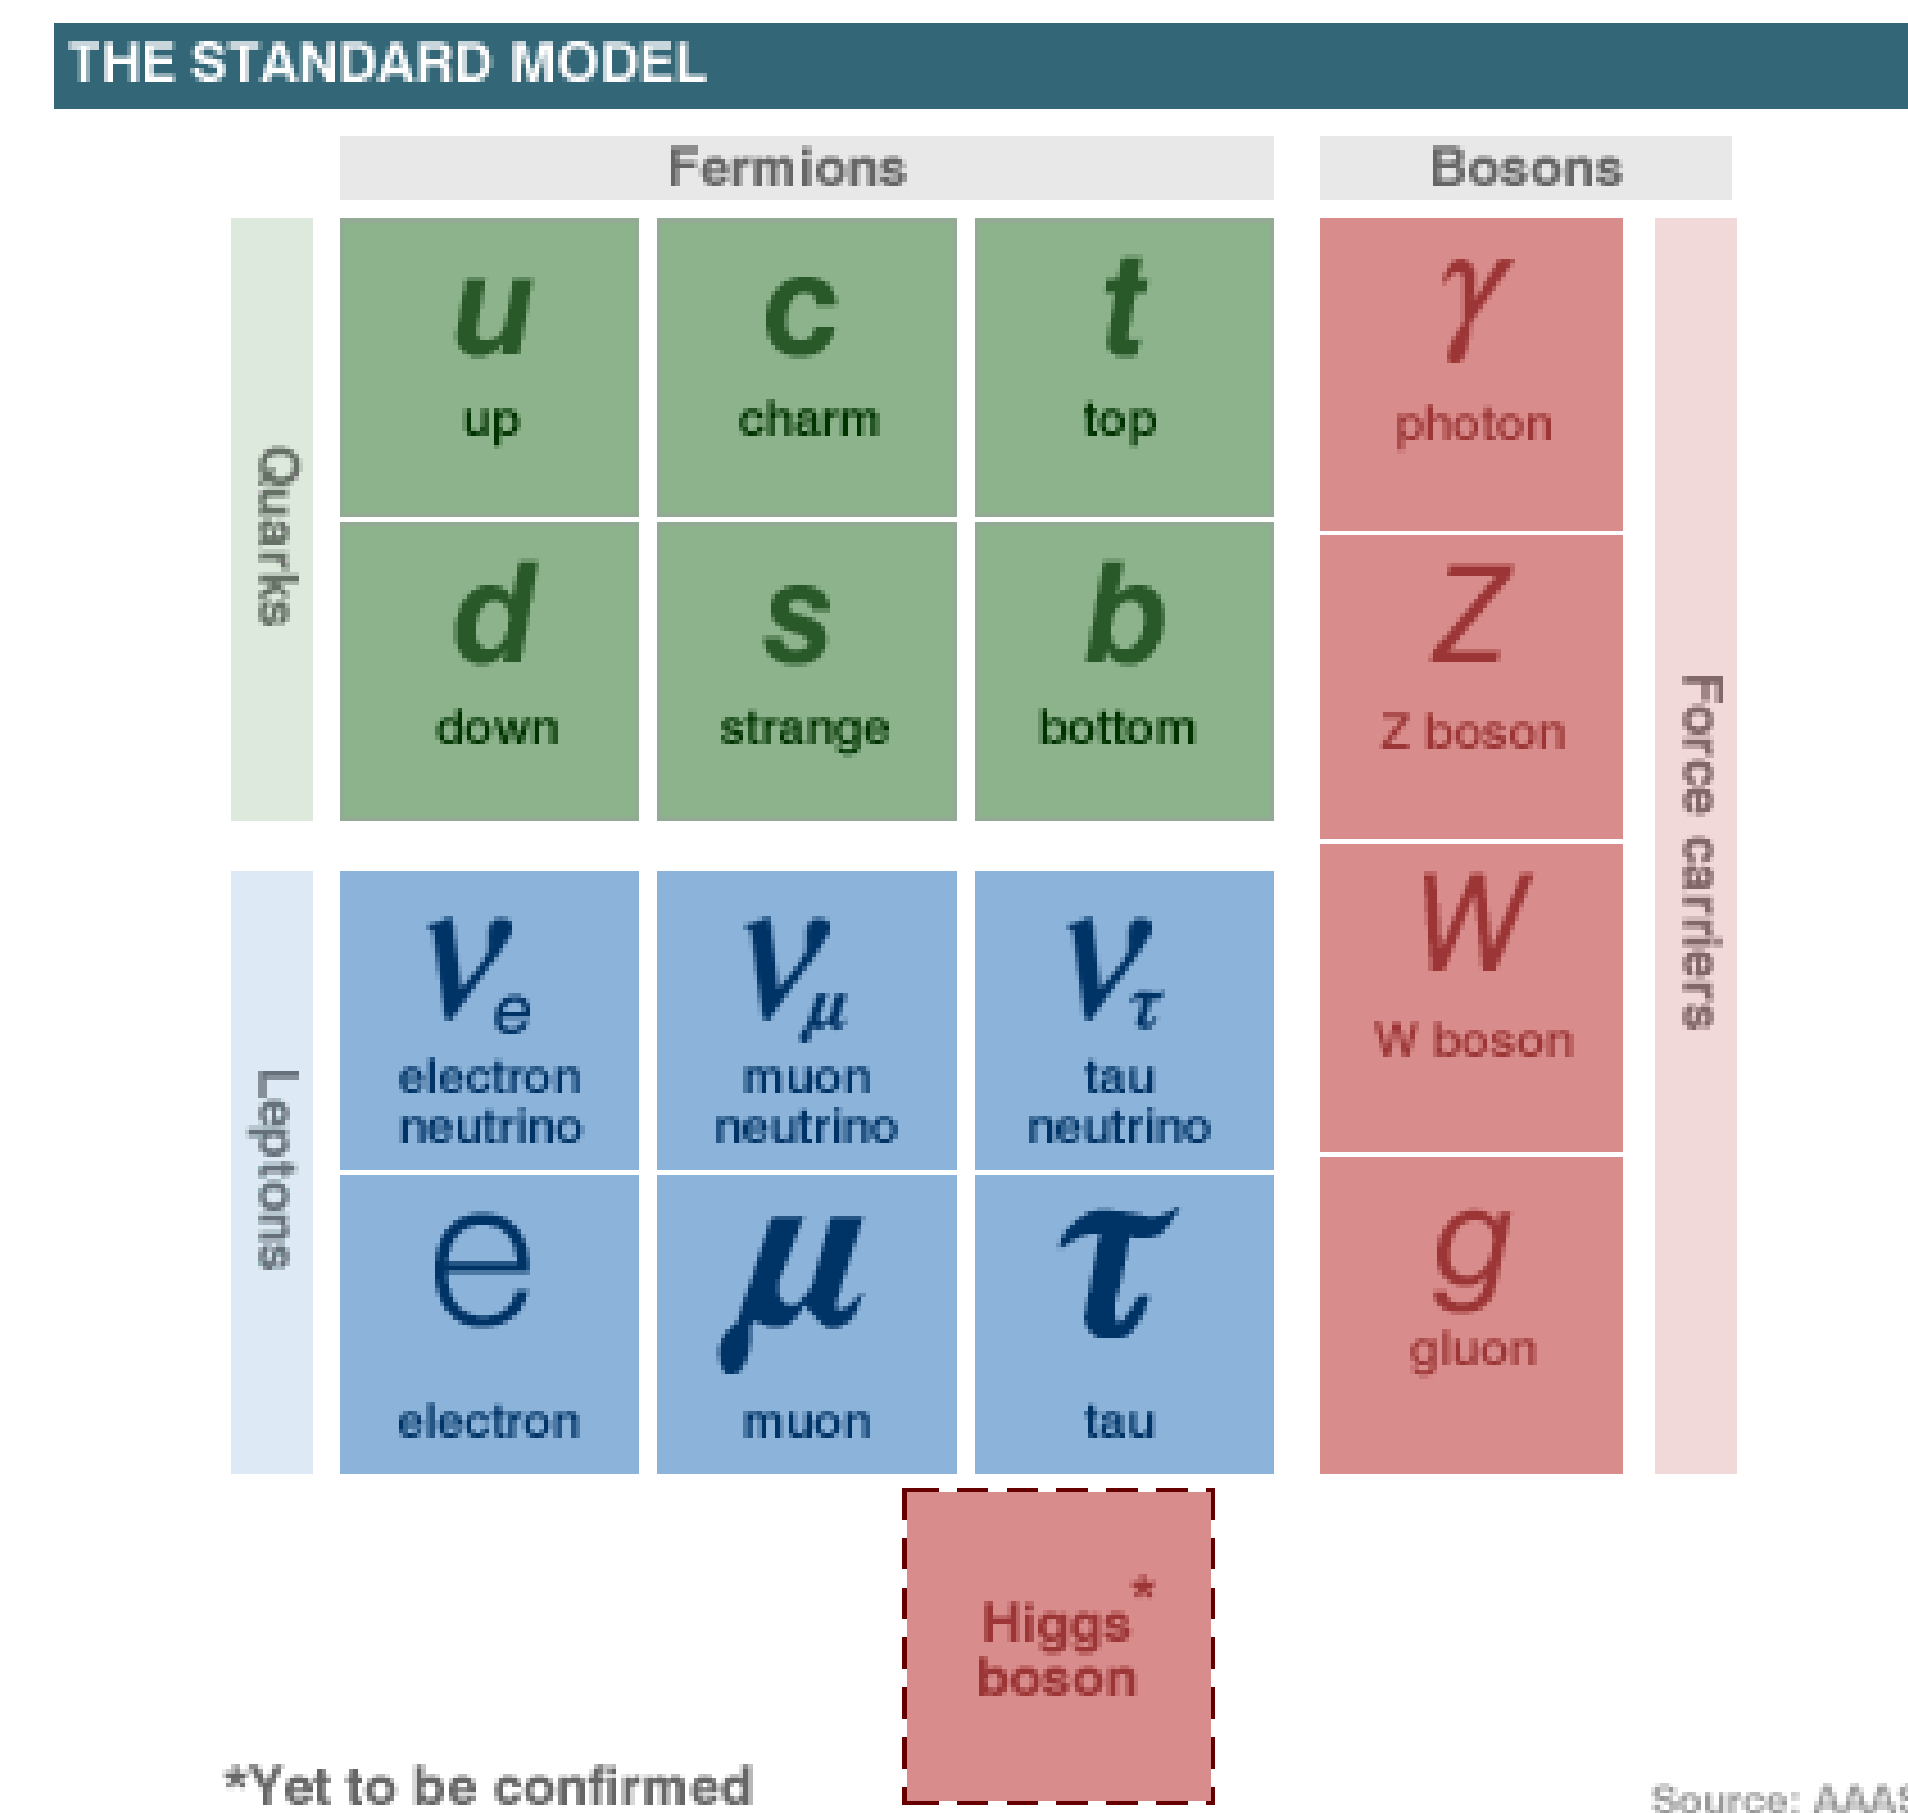 THE STANDARD MODEL
Fermions
Bosons
Quarks
u
up
c
charm
t
top
γ
photon
d
down
s
strange
b
bottom
Z
Z boson
Force carriers
Leptons
νe
electron
neutrino
νμ
muon
neutrino
ντ
tau
neutrino
W
W boson
e
electron
μ
muon
τ
tau
g
gluon
Higgs*
boson
*Yet to be confirmed
Source: AAAS